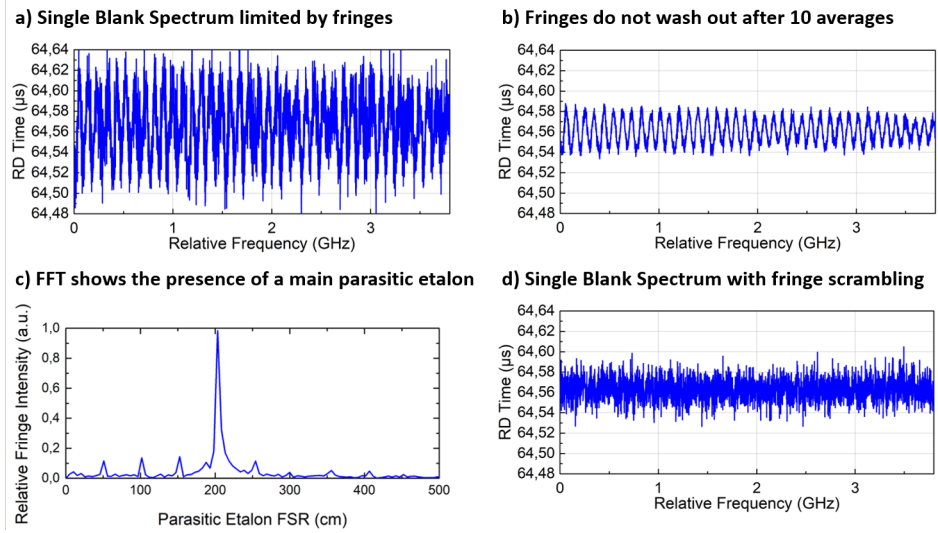 a) Single Blank Spectrum limited by fringes
64,64
64,62
64,60
64,58
64,56
64,54
64,52
64,50
64,48
RD Time (µs)
0 1 2 3
Relative Frequency (GHz)
b) Fringes do not wash out after 10 averages
64,64
64,62
64,60
64,58
64,56
64,54
64,52
64,50
64,48
RD Time (µs)
0 1 2 3
Relative Frequency (GHz)
c) FFT shows the presence of a main parasitic etalon
1,0
0,8
0,6
0,4
0,2
0,0
Relative Fringe Intensity (a.u.)
0 100 200 300 400 500
Parasitic Etalon FSR (cm)
d) Single Blank Spectrum with fringe scrambling
64,64
64,62
64,60
64,58
64,56
64,54
64,52
64,50
64,48
RD Time (µs)
0 1 2 3
Relative Frequency (GHz)